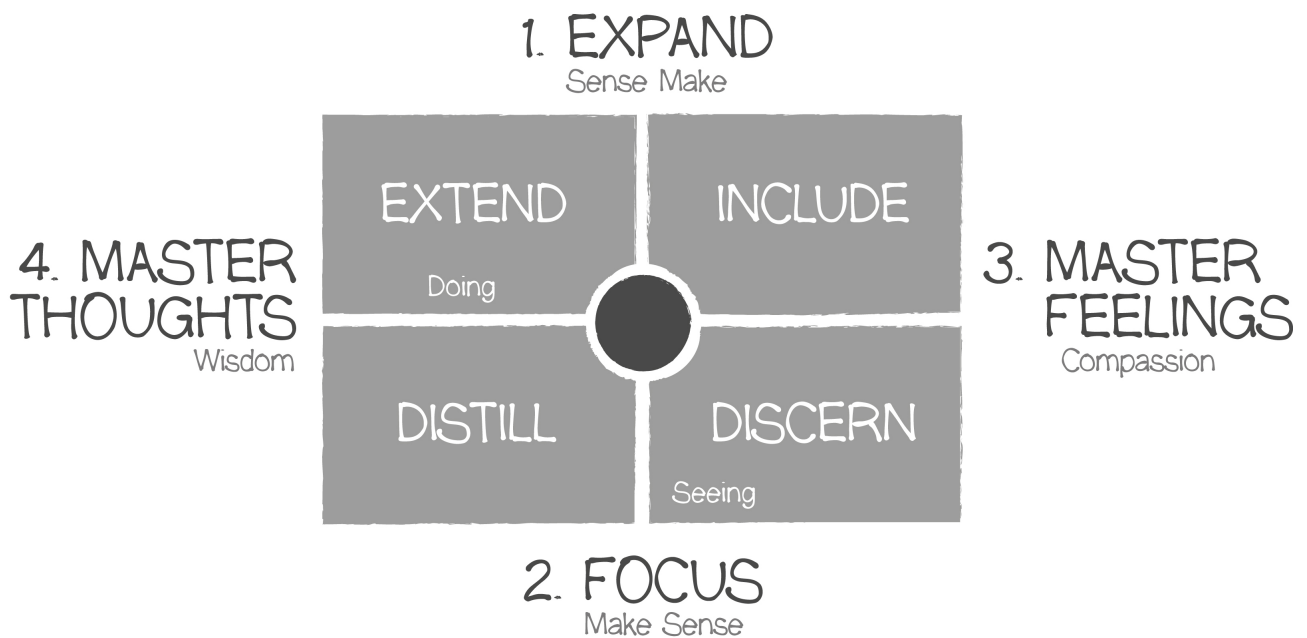 1. EXPAND
Sense Make
EXTEND
INCLUDE
4. MASTER
THOUGHTS
Wisdom
Doing
3. MASTER
FEELINGS
Compassion
DISTILL
DISCERN
Seeing
2. FOCUS
Make Sense